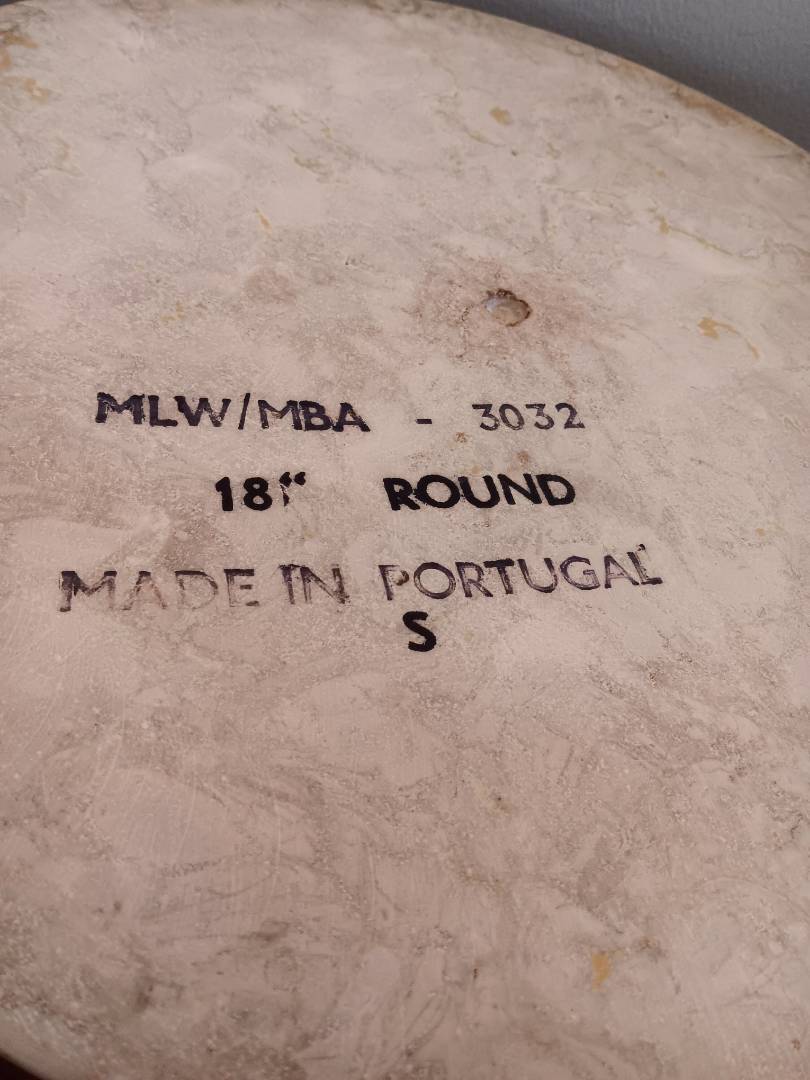 MLW/MBA - 3032
18" ROUND
MADE IN PORTUGAL
S